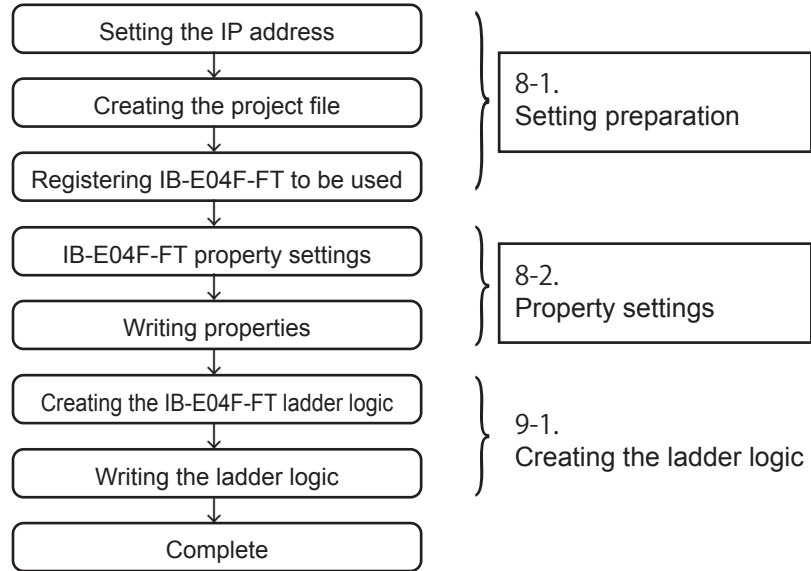 Setting the IP address
Creating the project file
Registering IB-E04F-FT to be used
8-1.
Setting preparation
IB-E04F-FT property settings
Writing properties
8-2.
Property settings
Creating the IB-E04F-FT ladder logic
Writing the ladder logic
9-1.
Creating the ladder logic
Complete